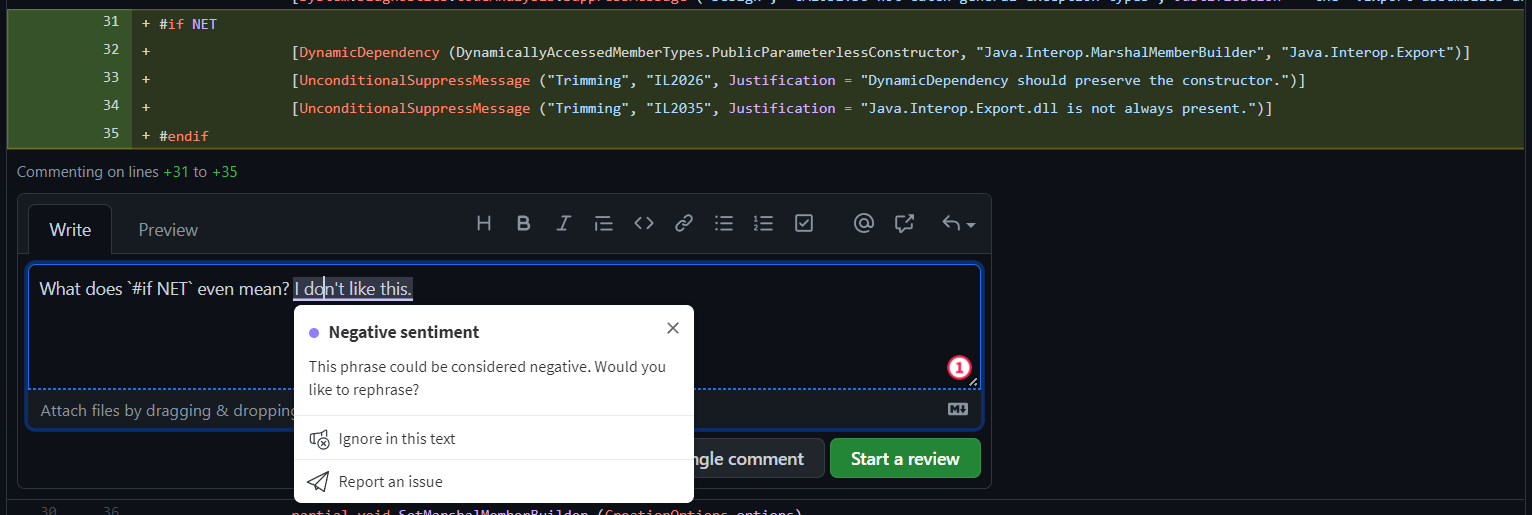 31 + #if NET
32 + [DynamicDependency (DynamicallyAccessedMemberTypes.PublicParameterlessConstructor, "Java.Interop.MarshalMemberBuilder", "Java.Interop.Export")]
33 + [UnconditionalSuppressMessage ("Trimming", "IL2026", Justification = "DynamicDependency should preserve the constructor.")]
34 + [UnconditionalSuppressMessage ("Trimming", "IL2035", Justification = "Java.Interop.Export.dll is not always present.")]
35 + #endif
Commenting on lines +31 to +35
Write Preview
What does `#if NET` even mean? I don't like this.
Negative sentiment
This phrase could be considered negative. Would you
like to rephrase?
1
Attach files by dragging & dropping
Ignore in this text
ngle comment Start a review
Report an issue
30 36 partial void SetMarshalMemberBuilder (CreationOptions options)